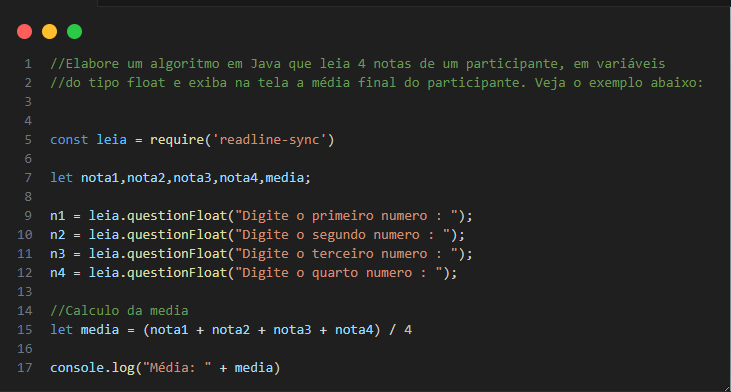 1 //Elabore um algoritmo em Java que leia 4 notas de um participante, em variáveis
2 //do tipo float e exiba na tela a média final do participante. Veja o exemplo abaixo:
3
4
5 const leia = require('readline-sync')
6
7 let nota1,nota2,nota3,nota4,media;
8
9 n1 = leia.questionFloat("Digite o primeiro numero : ");
10 n2 = leia.questionFloat("Digite o segundo numero : ");
11 n3 = leia.questionFloat("Digite o terceiro numero : ");
12 n4 = leia.questionFloat("Digite o quarto numero : ");
13
14 //Calculo da media
15 let media = (nota1 + nota2 + nota3 + nota4) / 4
16
17 console.log("Média: " + media)